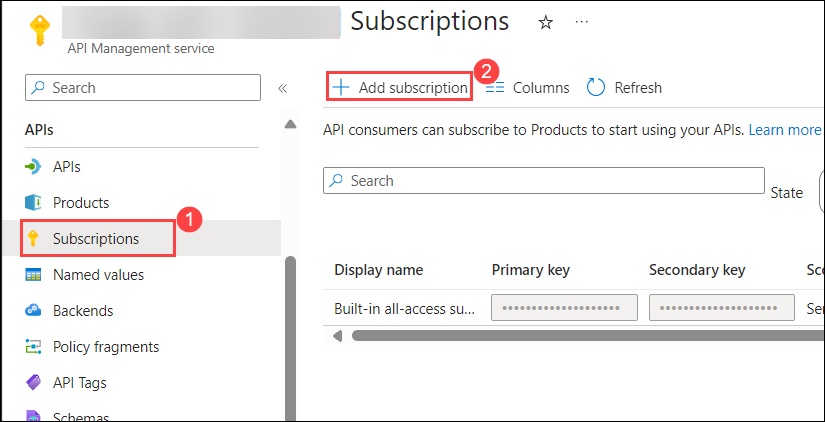 Subscriptions
API Management service
Search
APIs
APIs
Products
Subscriptions
1
Named values
Backends
Policy fragments
API Tags
Schemas
2
Add subscription
Columns
Refresh
API consumers can subscribe to Products to start using your APIs. Learn more
Search
State
Display name Primary key Secondary key
Built-in all-access su...